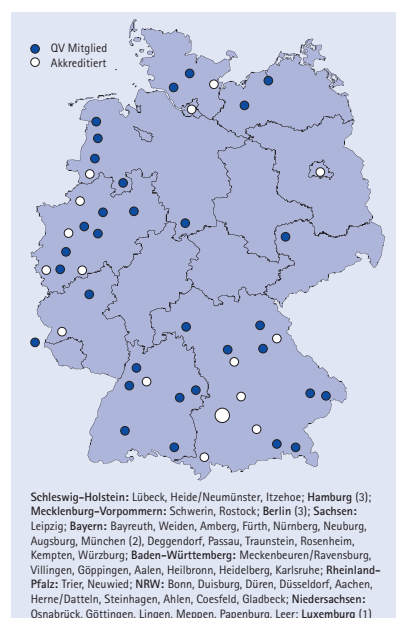 QV Mitglied
Akkreditiert
Schleswig-Holstein: Lübeck, Heide/Neumünster, Itzehoe; Hamburg (3);
Mecklenburg-Vorpommern: Schwerin, Rostock; Berlin (3); Sachsen:
Leipzig; Bayern: Bayreuth, Weiden, Amberg, Fürth, Nürnberg, Neuburg,
Augsburg, München (2), Deggendorf, Passau, Traunstein, Rosenheim,
Kempten, Würzburg; Baden-Württemberg: Meckenbeuren/Ravensburg,
Villingen, Göppingen, Aalen, Heilbronn, Heidelberg, Karlsruhe; Rheinland-
Pfalz: Trier, Neuwied; NRW: Bonn, Duisburg, Düren, Düsseldorf, Aachen,
Herne/Datteln, Steinhagen, Ahlen, Coesfeld, Gladbeck; Niedersachsen:
Osnabrück, Göttingen, Lingen, Meppen, Papenburg, Leer; Luxemburg (1)